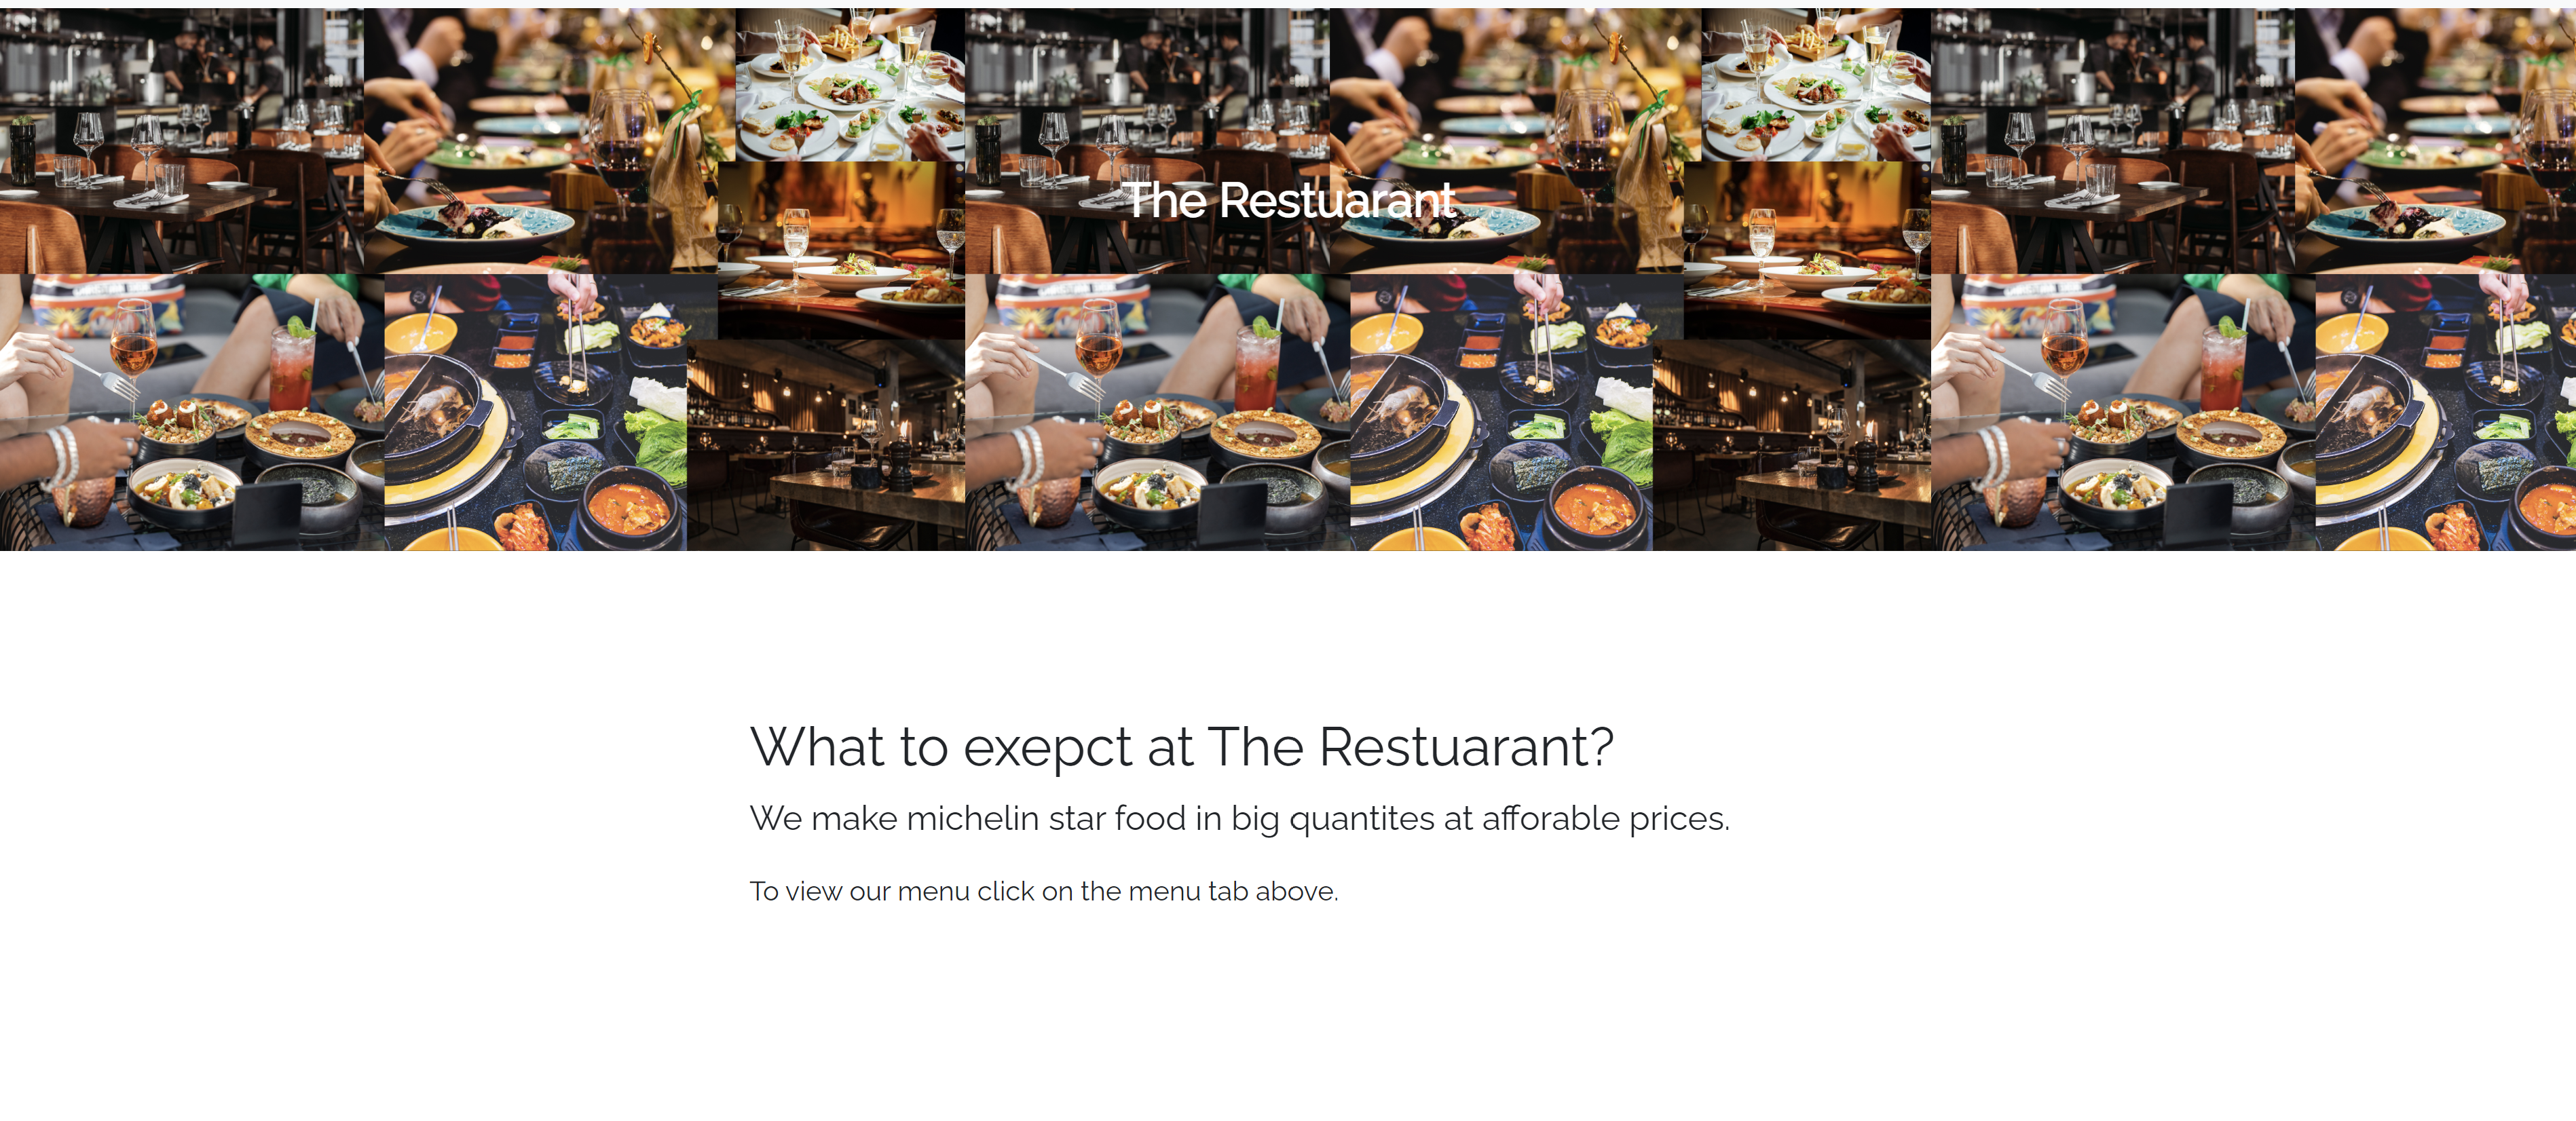 The Restuarant
What to exepct at The Restuarant?
We make michelin star food in big quantites at afforable prices.
To view our menu click on the menu tab above.